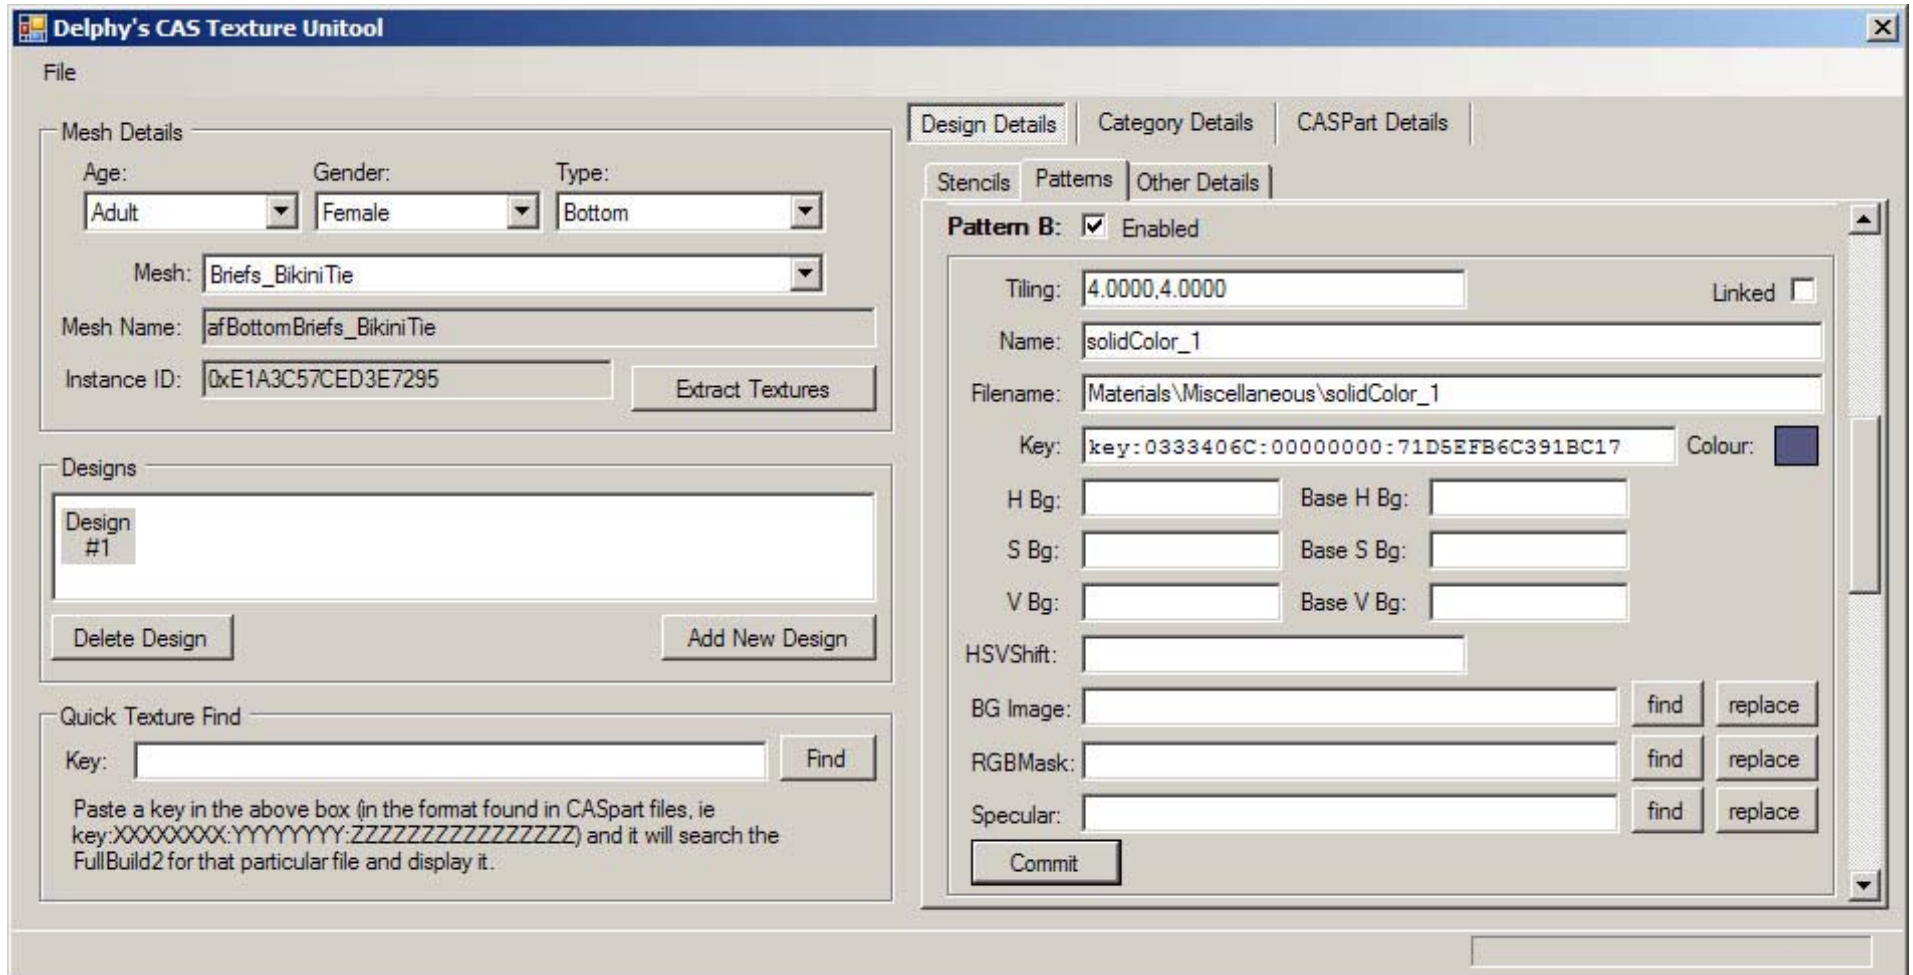 Delphy's CAS Texture Unitool
File
Mesh Details
Age: Gender: Type:
Adult Female Bottom
Mesh: Briefs_BikiniTie
Mesh Name: afBottomBriefs_BikiniTie
Instance ID: 0xE1A3C57CED3E7295 Extract Textures
Designs
Design
#1
Delete Design Add New Design
Quick Texture Find
Key: Find
Paste a key in the above box (in the format found in CASpart files, ie
key:XXXXXXXX:YYYYYYYY:ZZZZZZZZZZZZZZZZ) and it will search the
FullBuild2 for that particular file and display it.
Design Details Category Details CASPart Details
Stencils Patterns Other Details
Pattern B: Enabled
Tiling: 4.0000,4.0000 Linked
Name: solidColor_1
Filename: Materials\Miscellaneous\solidColor_1
Key: key:0333406C:00000000:71D5EFB6C391BC17 Colour:
H Bg: Base H Bg:
S Bg: Base S Bg:
V Bg: Base V Bg:
HSVShift:
BG Image: find replace
RGBMask: find replace
Specular: find replace
Commit